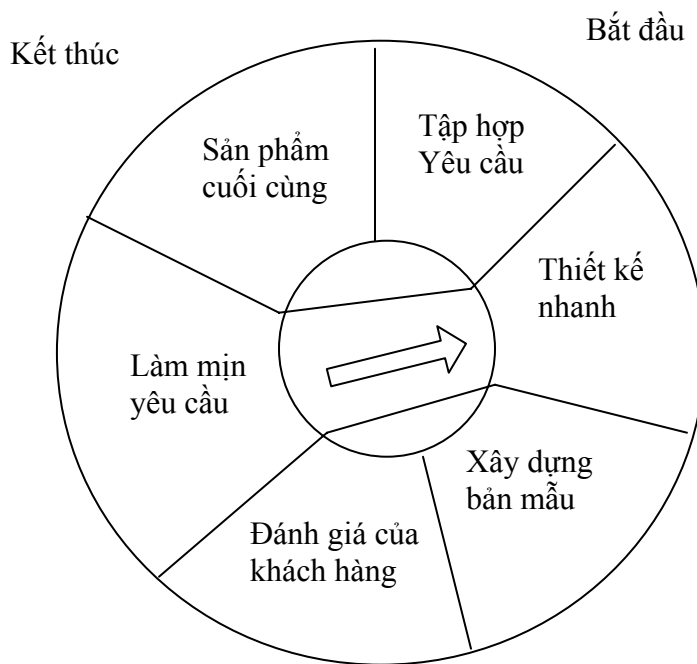 Kết thúc
Bắt đầu
Tập hợp
Yêu cầu
Thiết kế
nhanh
Xây dựng
bản mẫu
Đánh giá của
khách hàng
Làm mịn
yêu cầu
Sản phẩm
cuối cùng